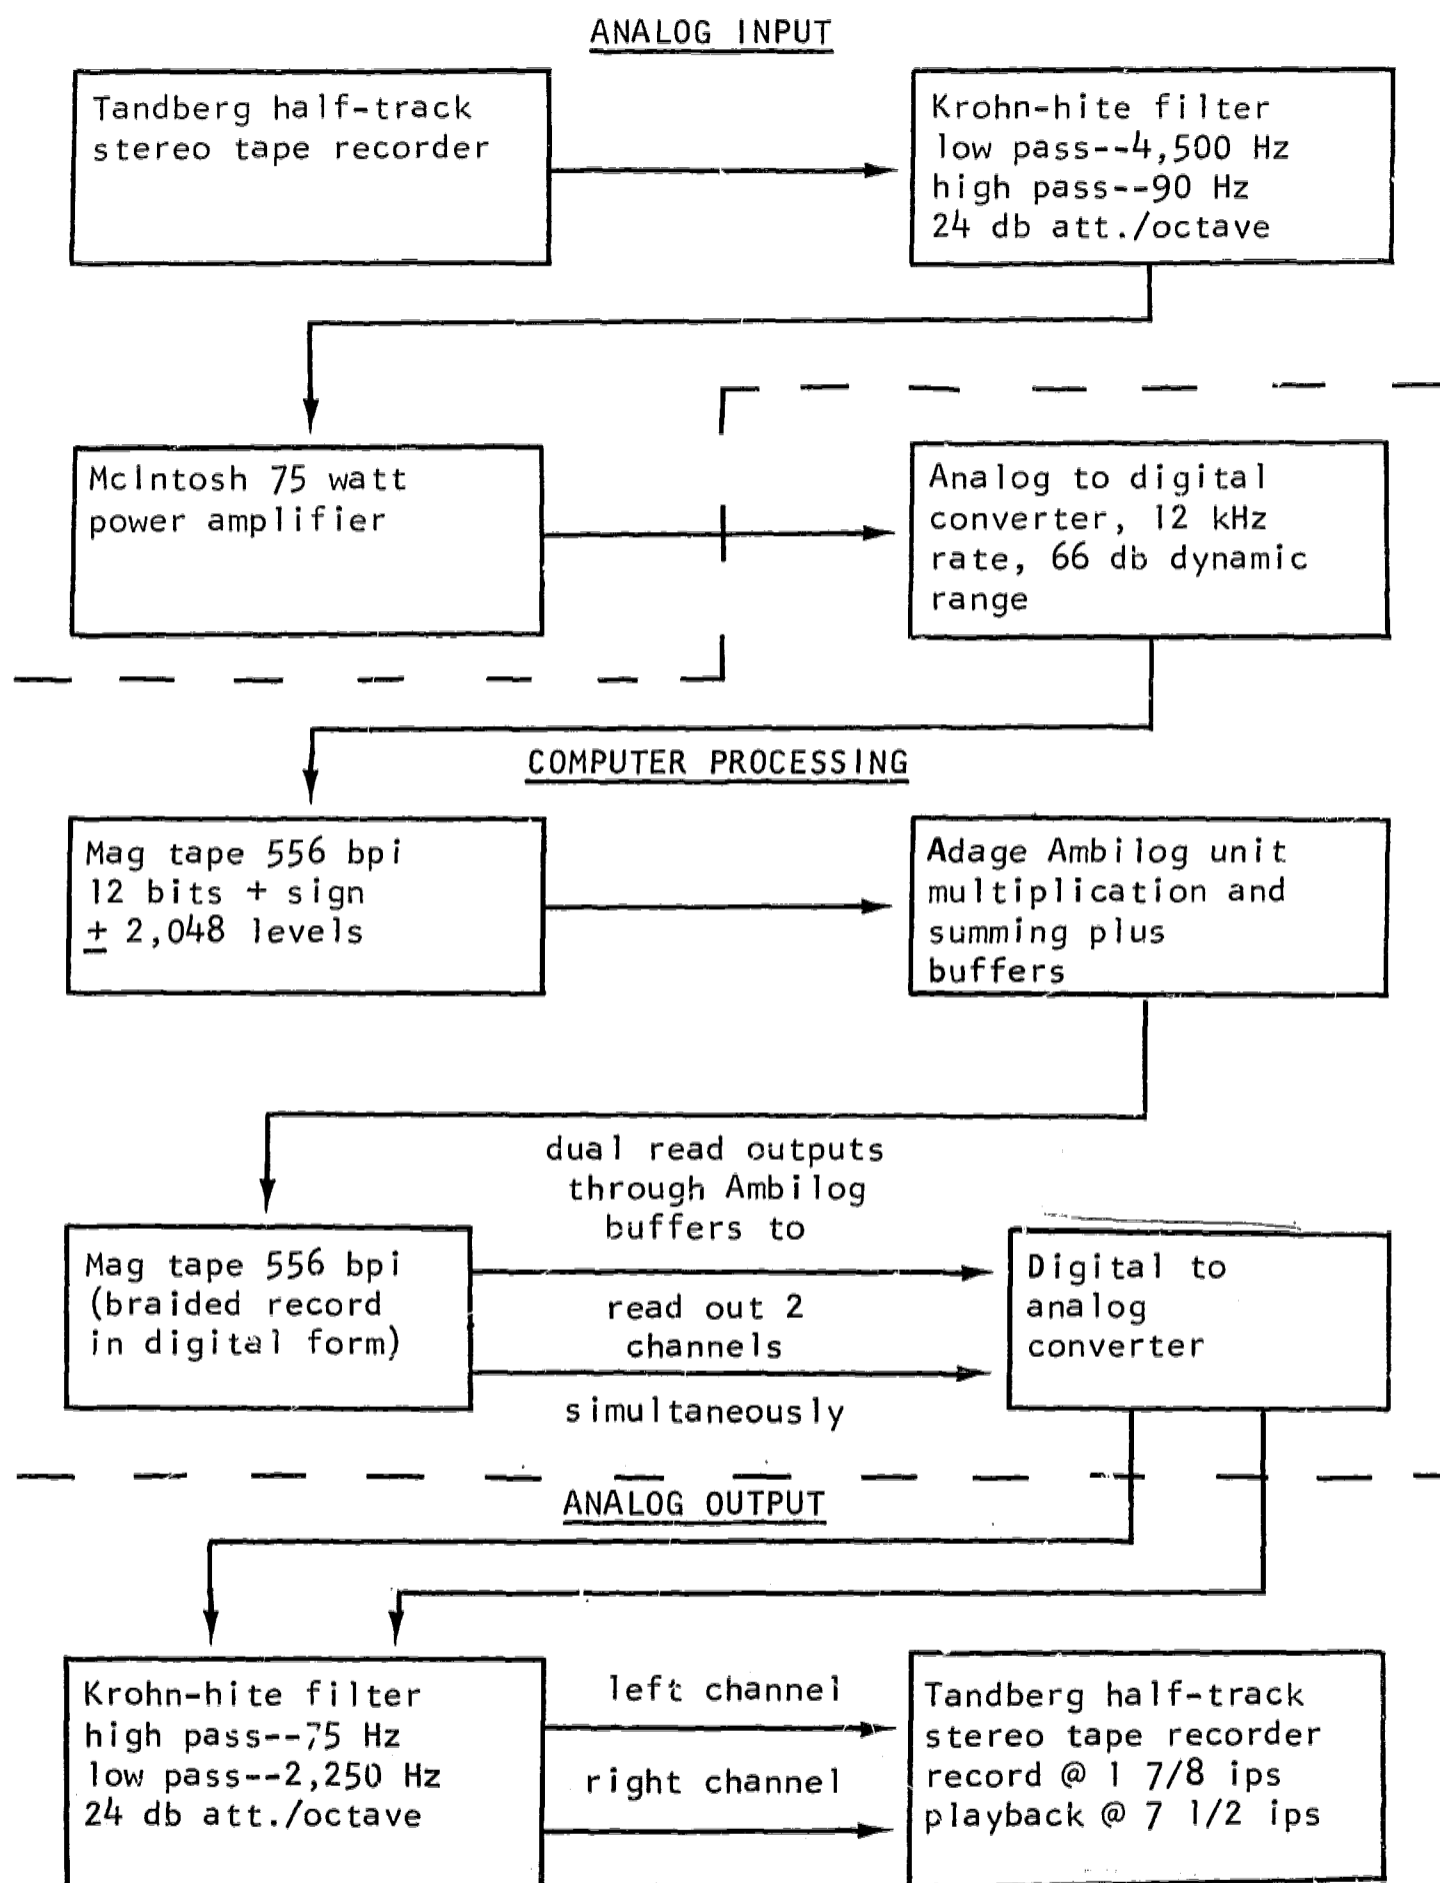 ANALOG INPUT
Tandberg half-track
stereo tape recorder
Krohn-hite filter
low pass--4,500 Hz
high pass--90 Hz
24 db att./octave
McIntosh 75 watt
power amplifier
Analog to digital
converter, 12 kHz
rate, 66 db dynamic
range
COMPUTER PROCESSING
Mag tape 556 bpi
12 bits + sign
± 2,048 levels
Adage Ambilog unit
multiplication and
summing plus
buffers
dual read outputs
through Ambilog
buffers to
Mag tape 556 bpi
(braided record
in digital form)
read out 2
channels
simultaneously
Digital to
analog
converter
ANALOG OUTPUT
Krohn-hite filter
high pass--75 Hz
low pass--2,250 Hz
24 db att./octave
left channel
right channel
Tandberg half-track
stereo tape recorder
record @ 1 7/8 ips
playback @ 7 1/2 ips